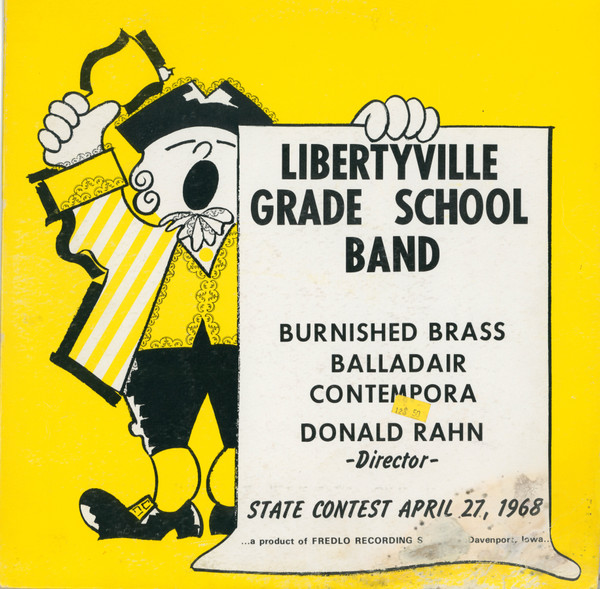 LIBERTYVILLE
GRADE SCHOOL
BAND
BURNISHED BRASS
BALLADAIR
CONTEMPORA
DONALD RAHN
-Director-
STATE CONTEST APRIL 27, 1968
...a product of FREDLO RECORDING S Davenport, Iowa...